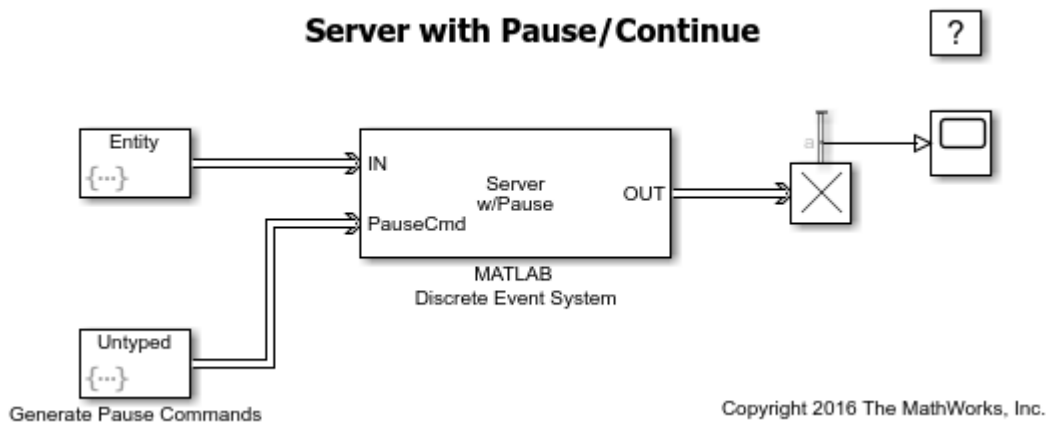 Server with Pause/Continue
?
Entity
{...}
IN
Server
w/Pause
OUT
PauseCmd
a
MATLAB
Discrete Event System
Untyped
{...}
Generate Pause Commands
Copyright 2016 The MathWorks, Inc.